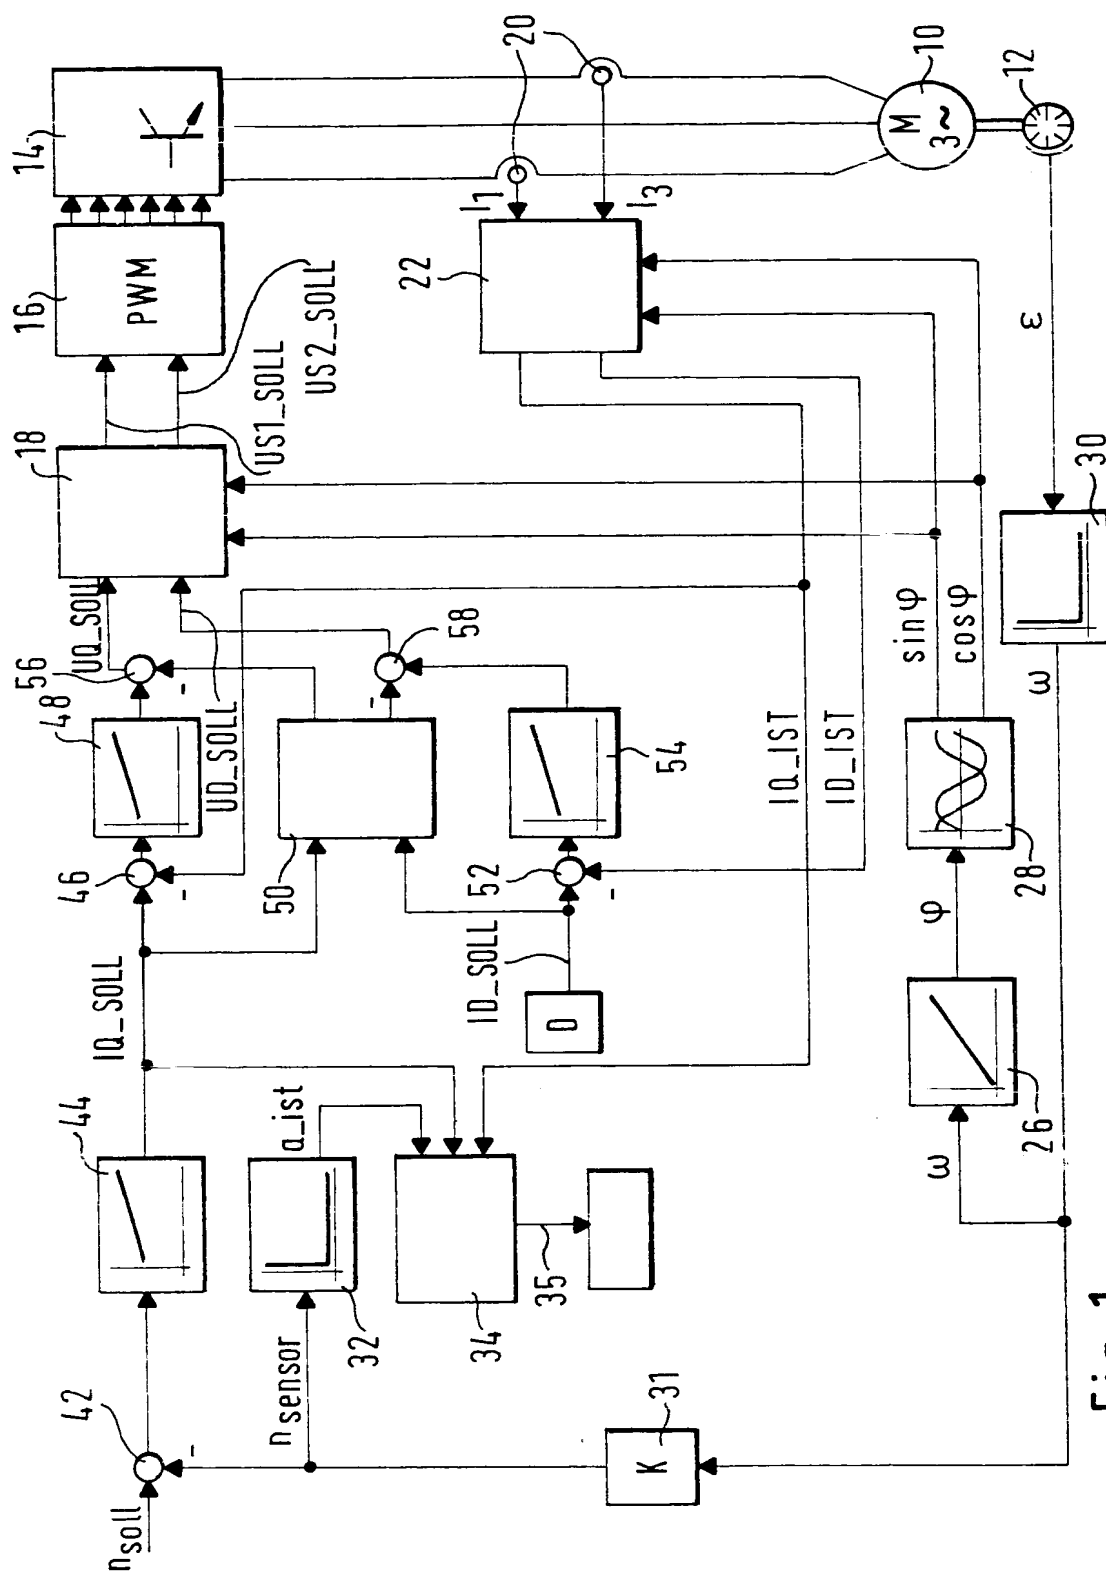 14
16
PWM
18
US1_SOLL
US2_SOLL
20
I1
I3
22
10
M
3~
12
ε
30
ω
UQ_SOLL
56
48
UD_SOLL
46
50
58
54
52
ID_SOLL
0
IQ_SOLL
IQ_IST
ID_IST
sinφ
cosφ
28
φ
26
ω
44
a_ist
32
34
35
42
nsoll
nsensor
31
K
-
-
-
-
-
Fig. 1